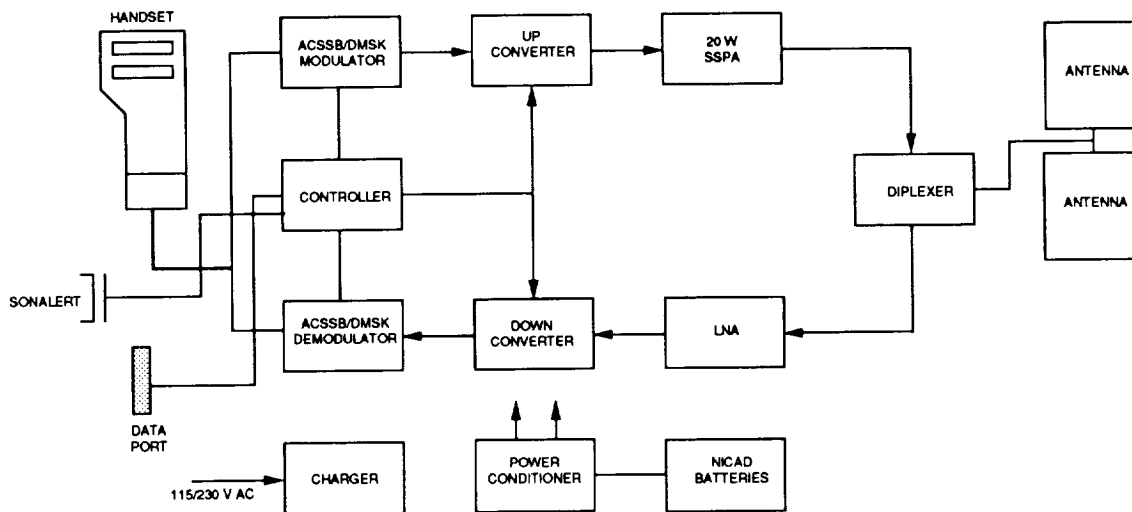 HANDSET
ACSSB/DMSK
MODULATOR
UP
CONVERTER
20 W
SSPA
ANTENNA
CONTROLLER
DIPLEXER
ANTENNA
SONALERT
ACSSB/DMSK
DEMODULATOR
DOWN
CONVERTER
LNA
DATA
PORT
115/230 V AC
CHARGER
POWER
CONDITIONER
NICAD
BATTERIES